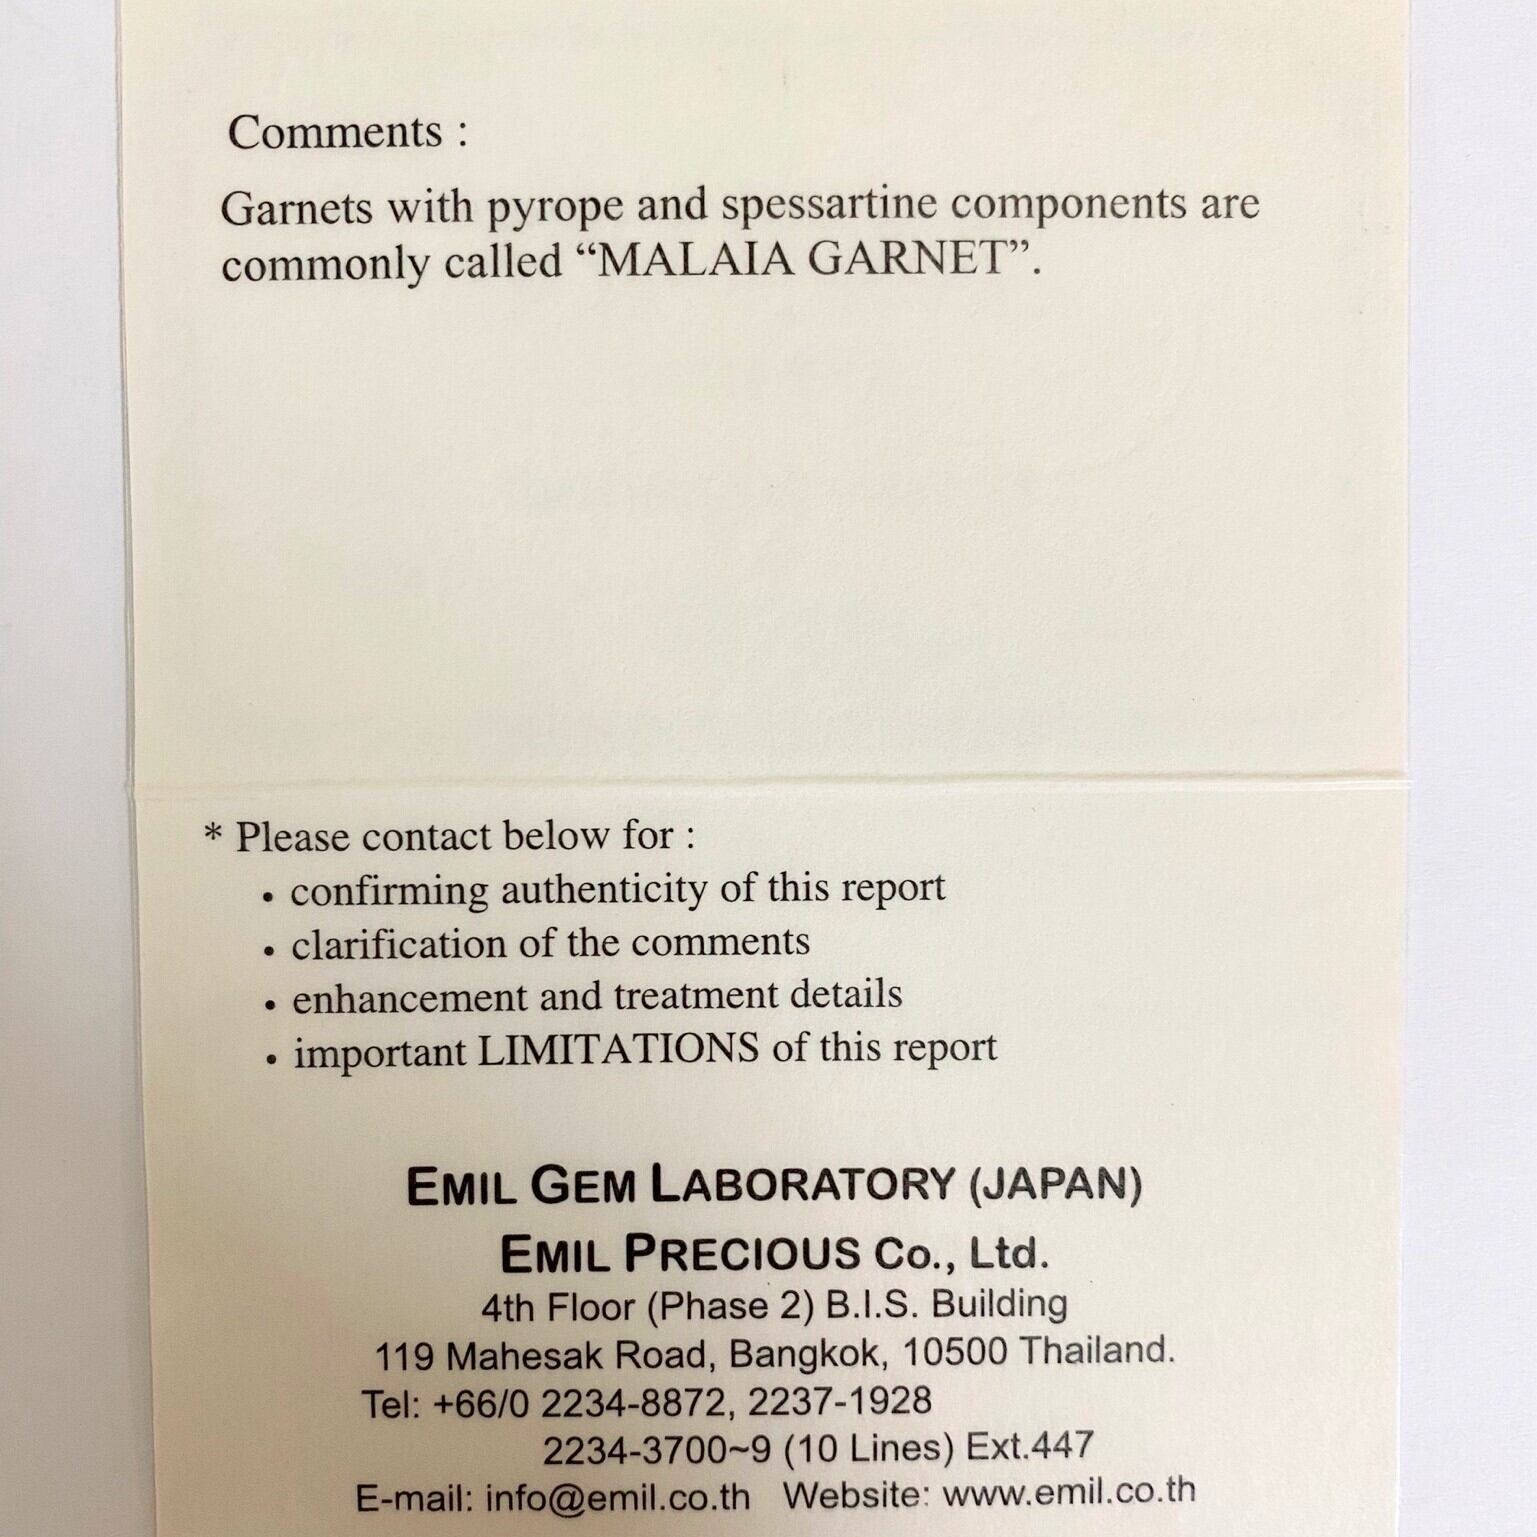 Comments :
Garnets with pyrope and spessartine components are
commonly called “MALAIA GARNET”.
* Please contact below for :
• confirming authenticity of this report
• clarification of the comments
• enhancement and treatment details
• important LIMITATIONS of this report
EMIL GEM LABORATORY (JAPAN)
EMIL PRECIOUS Co., Ltd.
4th Floor (Phase 2) B.I.S. Building
119 Mahesak Road, Bangkok, 10500 Thailand.
Tel: +66/0 2234-8872, 2237-1928
2234-3700~9 (10 Lines) Ext.447
E-mail: info@emil.co.th Website: www.emil.co.th